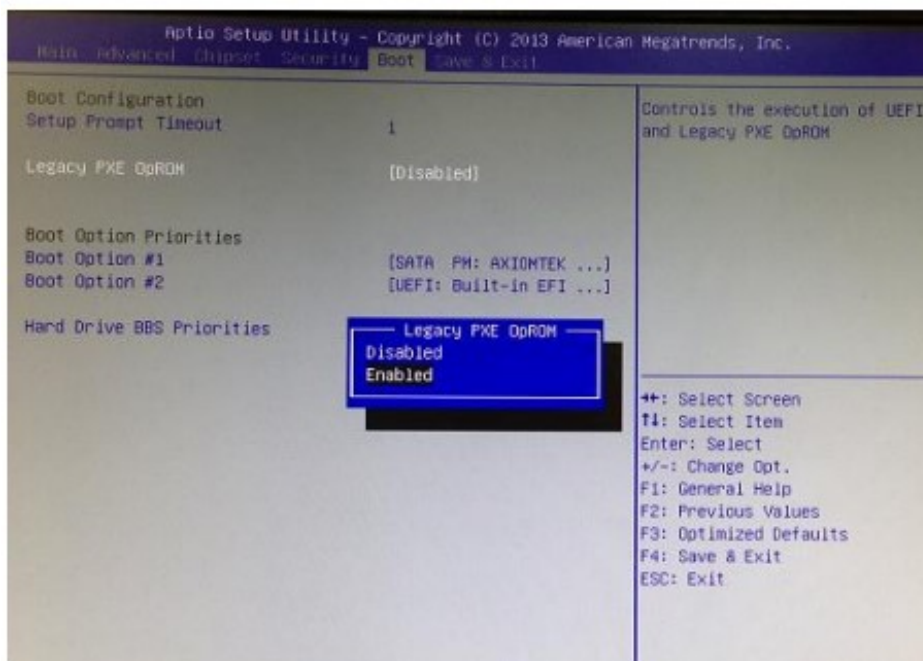 Aptio Setup Utility - Copyright (C) 2013 American Megatrends, Inc.
Main Advanced Chipset Security Boot Save & Exit
Boot Configuration
Setup Prompt Timeout 1
Legacy PXE OpROM [Disabled]
Boot Option Priorities
Boot Option #1 [SATA PM: AXIOMTEK ...]
Boot Option #2 [UEFI: Built-in EFI ...]
Hard Drive BBS Priorities
Legacy PXE OpROM
Disabled
Enabled
Controls the execution of UEFI
and Legacy PXE OpROM
→←: Select Screen
↑↓: Select Item
Enter: Select
+/-: Change Opt.
F1: General Help
F2: Previous Values
F3: Optimized Defaults
F4: Save & Exit
ESC: Exit